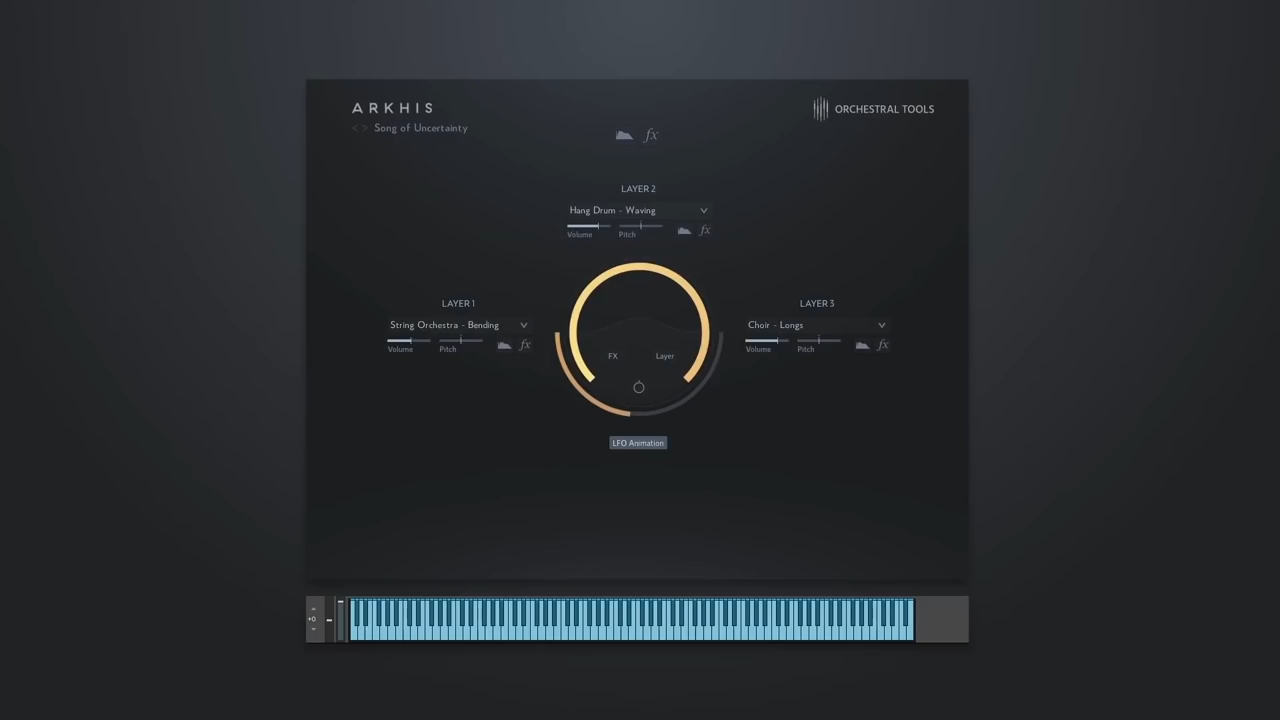 ARKHIS
ORCHESTRAL TOOLS
< > Song of Uncertainty
fx
LAYER 2
Hang Drum - Waving
fx
Volume Pitch
LAYER 1
LAYER 3
String Orchestra - Bending
Choir - Longs
Volume Pitch
fx
Volume Pitch
fx
FX Layer
LFO Animation
+0